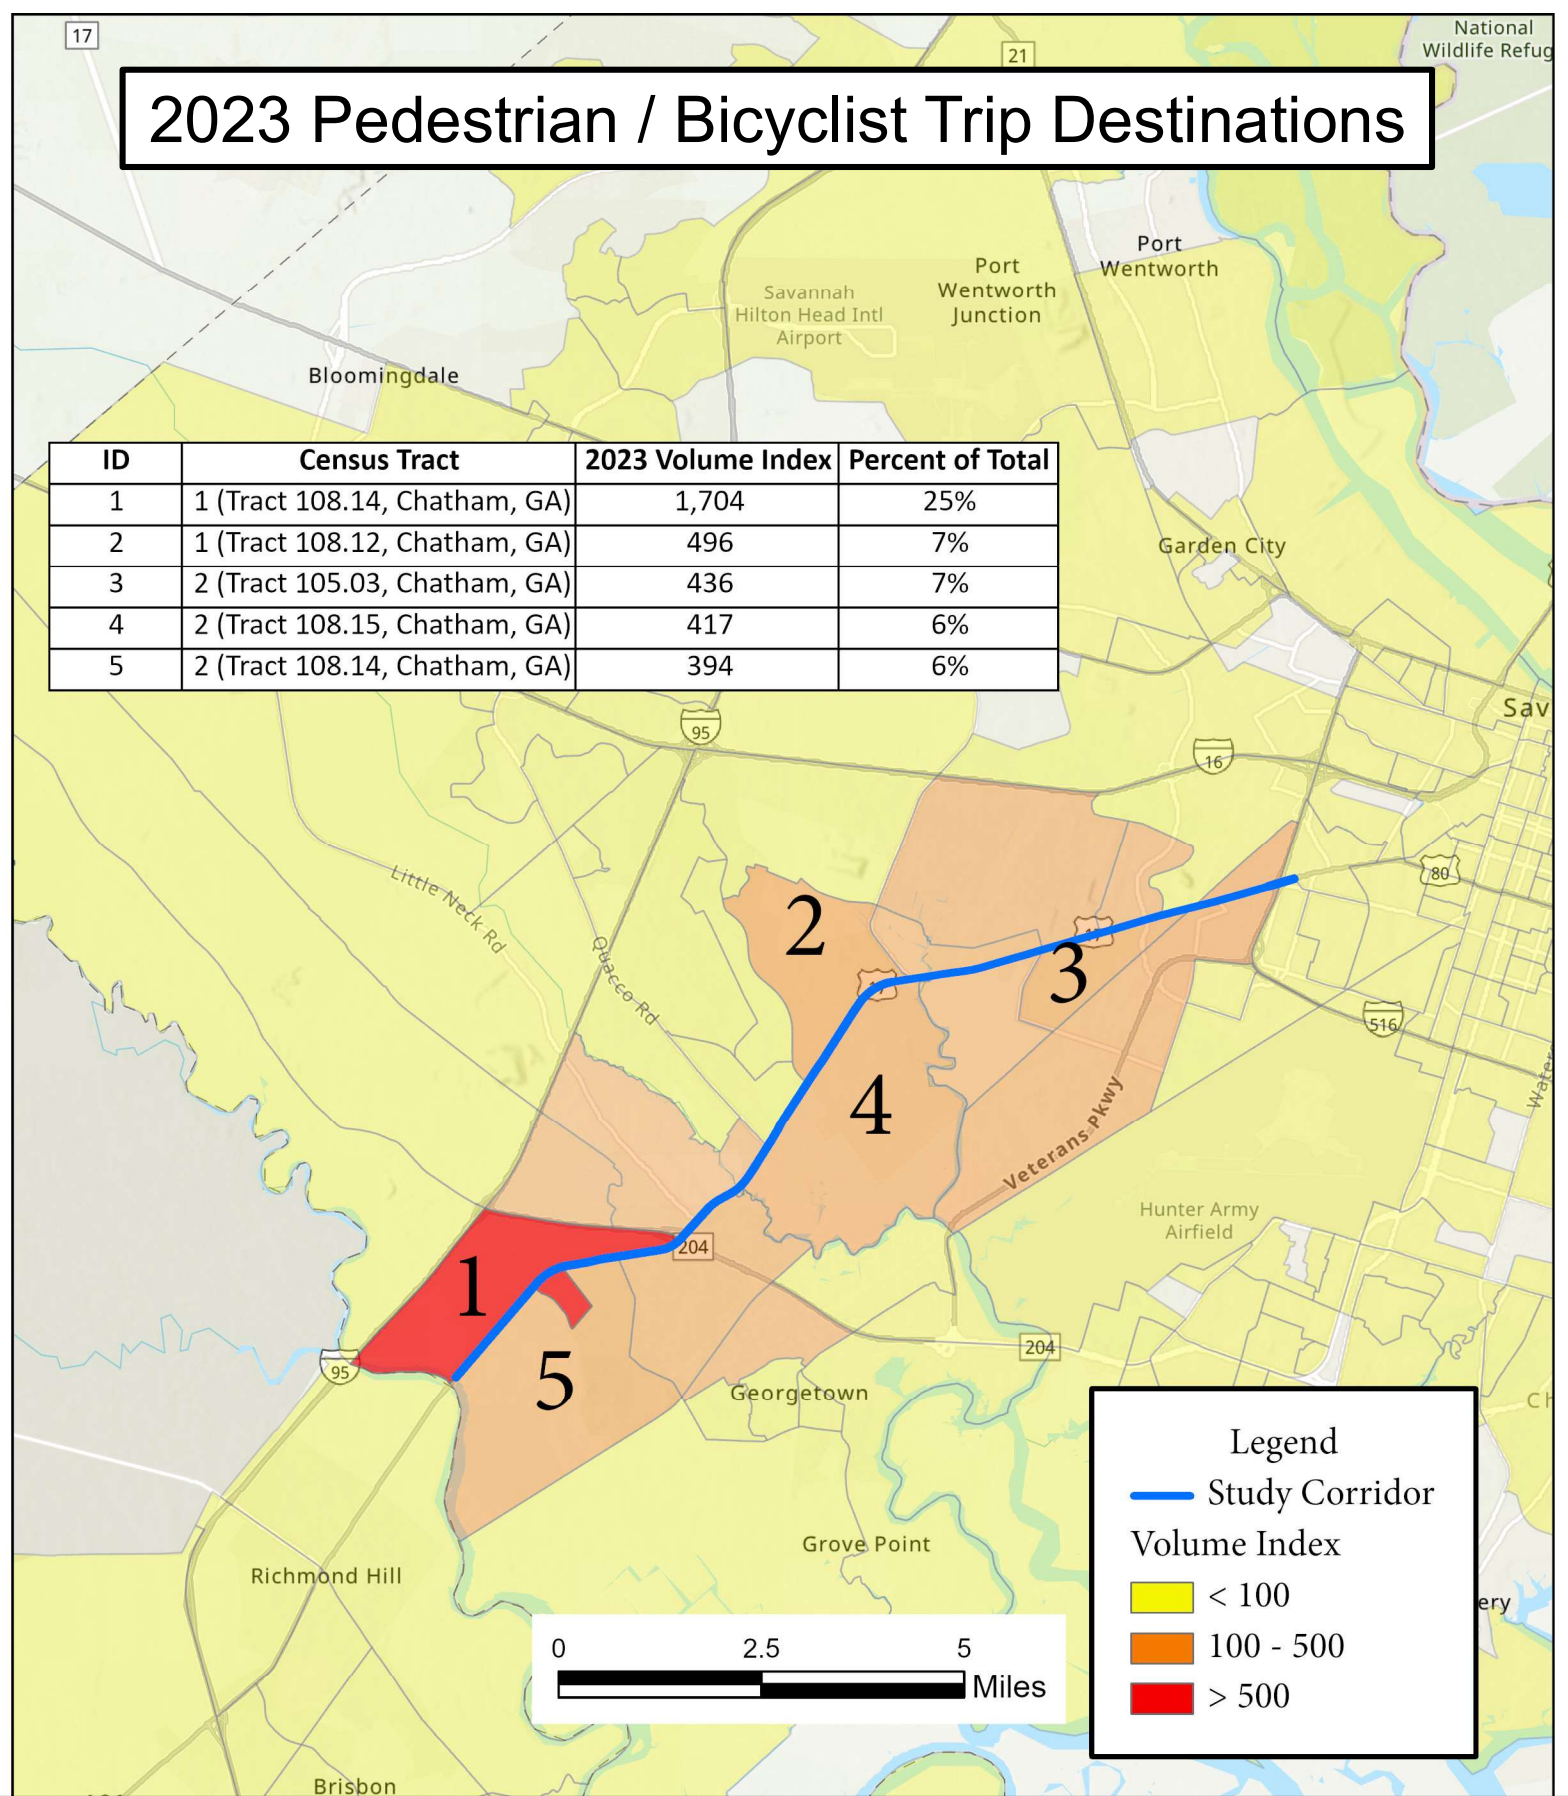 17
21
National
Wildlife Refug
2023 Pedestrian / Bicyclist Trip Destinations
Port
Wentworth
Port
Wentworth
Junction
Savannah
Hilton Head Intl
Airport
Bloomingdale
ID Census Tract 2023 Volume Index Percent of Total
1 1 (Tract 108.14, Chatham, GA) 1,704 25%
2 1 (Tract 108.12, Chatham, GA) 496 7%
3 2 (Tract 105.03, Chatham, GA) 436 7%
4 2 (Tract 108.15, Chatham, GA) 417 6%
5 2 (Tract 108.14, Chatham, GA) 394 6%
Garden City
Sav
95
16
80
Little Neck Rd
Quacco Rd
2
17
3
17
516
4
Veterans Pkwy
Hunter Army
Airfield
204
1
95
5
204
Georgetown
Grove Point
Richmond Hill
Brisbon
Ch
ery
0 2.5 5
Miles
Legend
Study Corridor
Volume Index
< 100
100 - 500
> 500